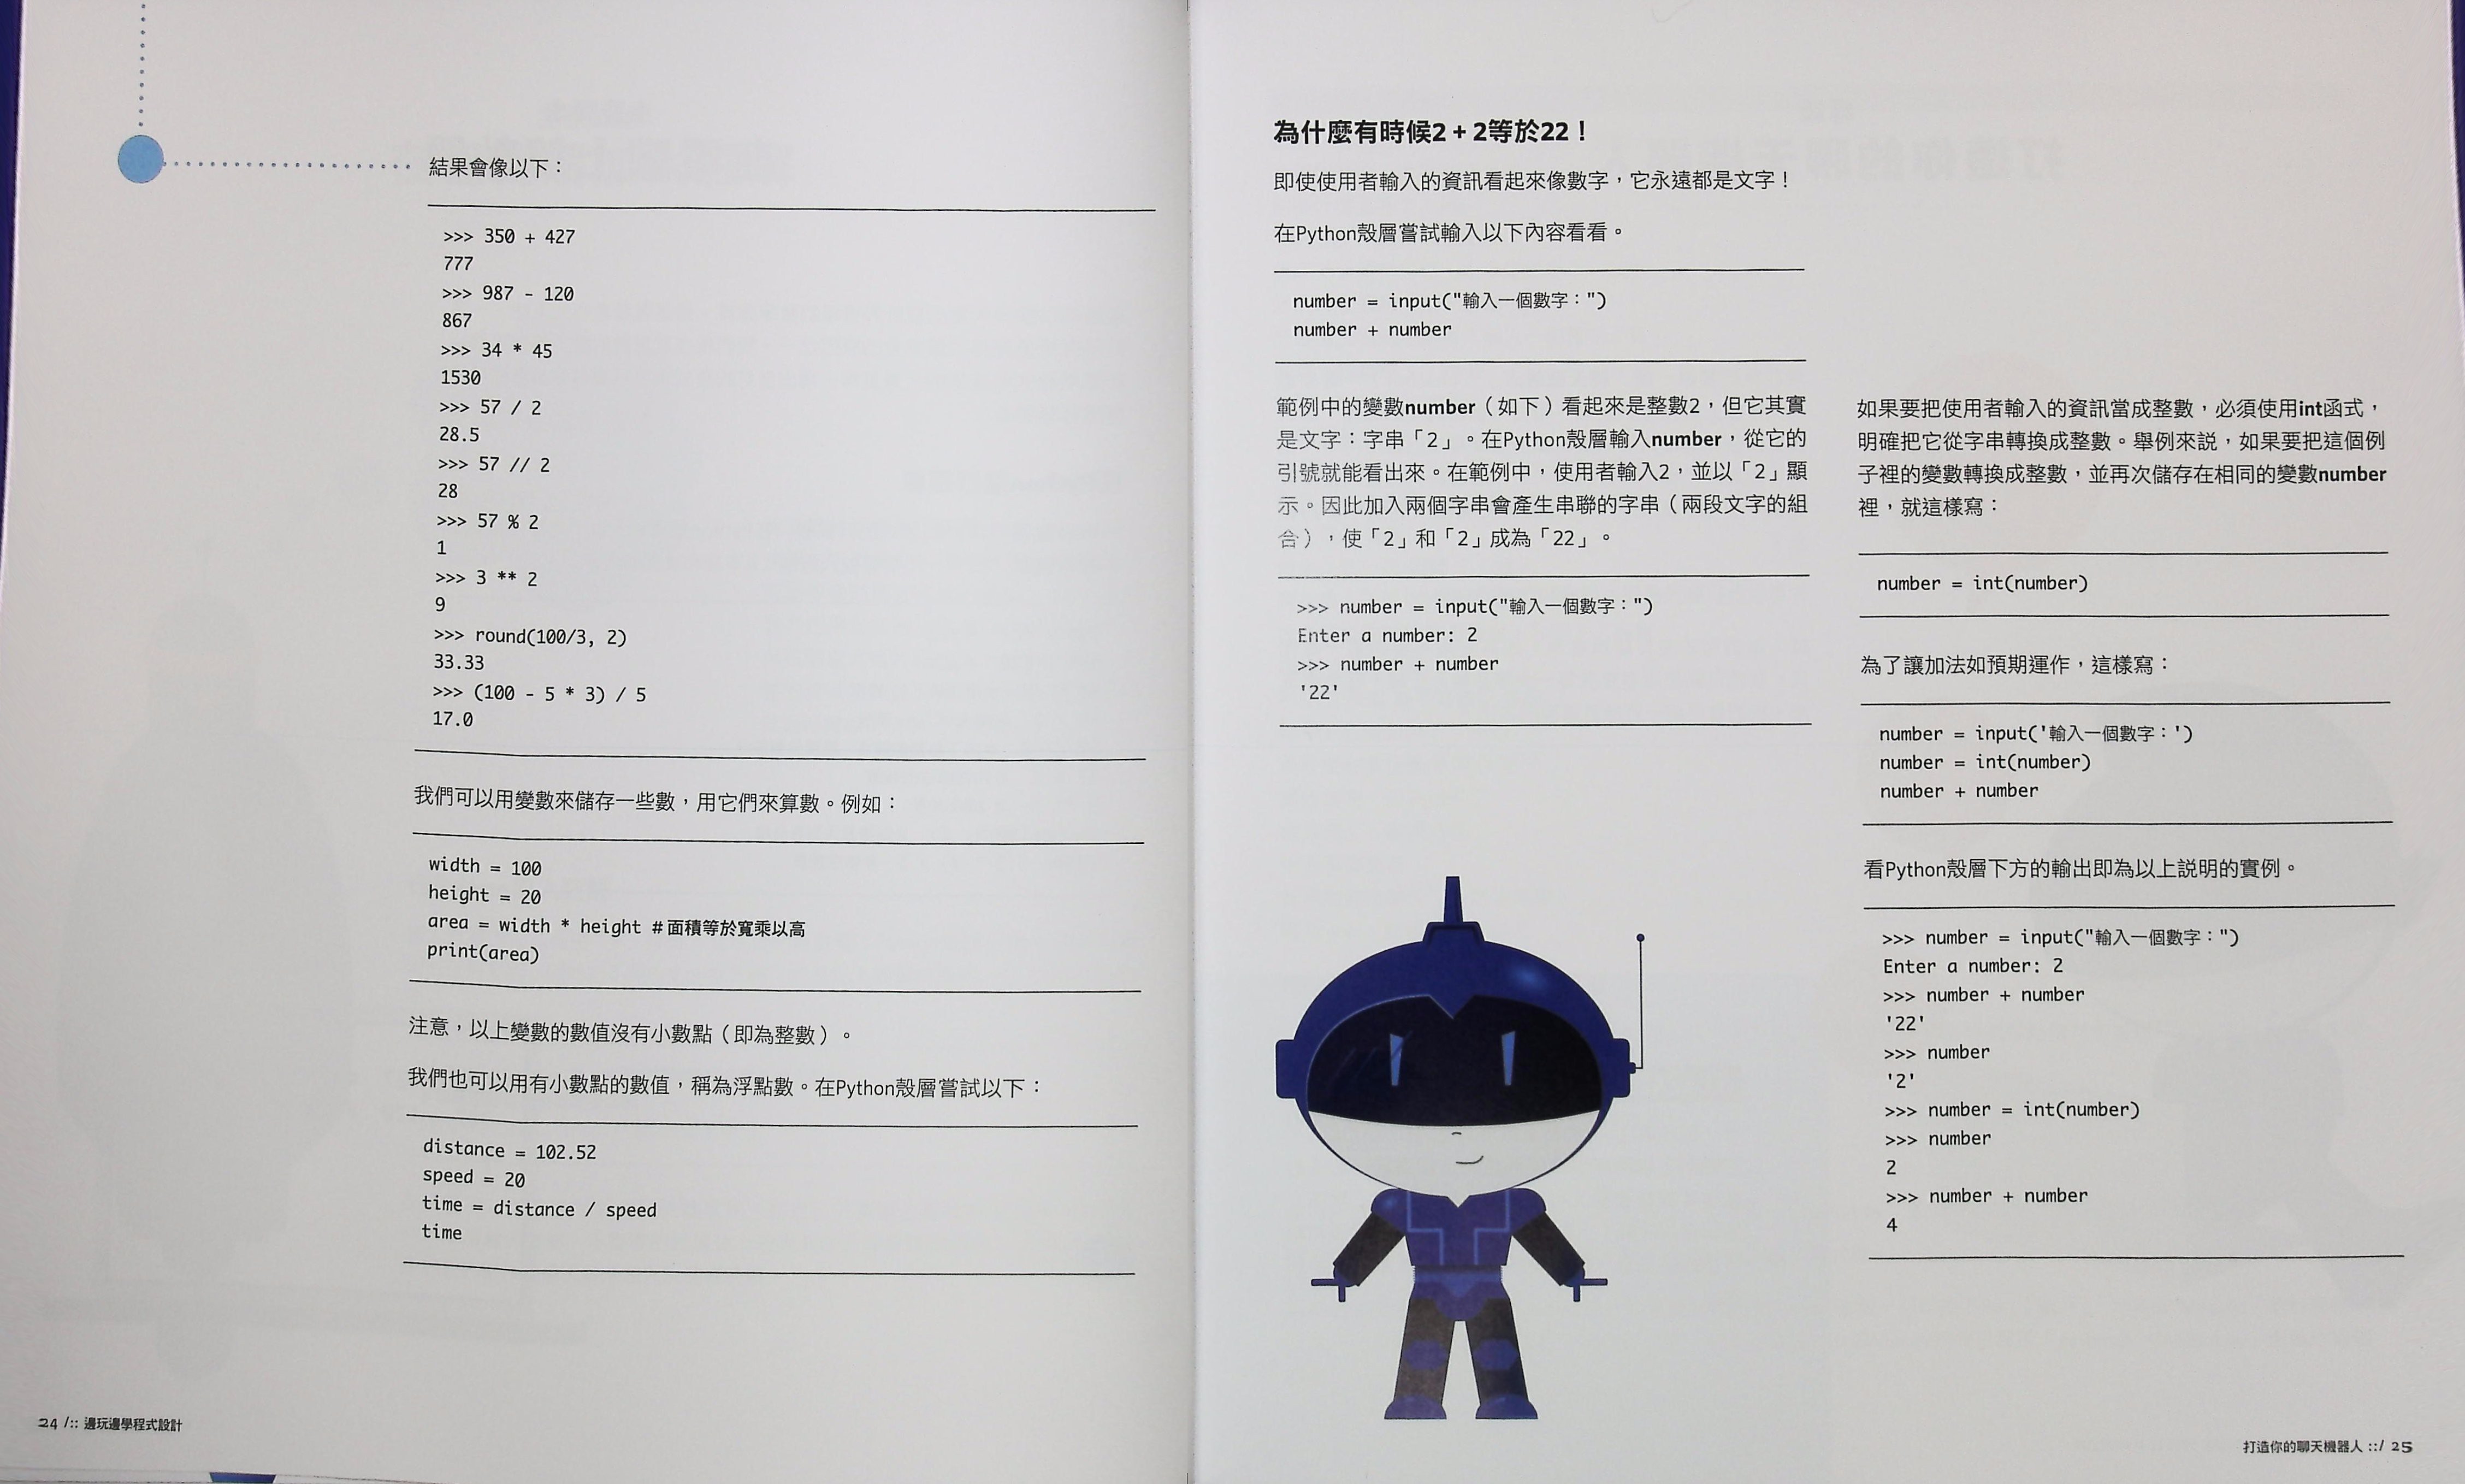 結果會像以下：
>>> 350 + 427
777
>>> 987 - 120
867
>>> 34 * 45
1530
>>> 57 / 2
28.5
>>> 57 // 2
28
>>> 57 % 2
1
>>> 3 ** 2
9
>>> round(100/3, 2)
33.33
>>> (100 - 5 * 3) / 5
17.0
我們可以用變數來儲存一些數，用它們來算數。例如：
width = 100
height = 20
area = width * height #面積等於寬乘以高
print(area)
注意，以上變數的數值沒有小數點（即為整數）。
我們也可以用有小數點的數值，稱為浮點數。在Python殼層嘗試以下：
distance = 102.52
speed = 20
time = distance / speed
time
24 /:: 邊玩邊學程式設計
為什麼有時候2 + 2等於22！
即使使用者輸入的資訊看起來像數字，它永遠都是文字！
在Python殼層嘗試輸入以下內容看看。
number = input("輸入一個數字：")
number + number
範例中的變數number（如下）看起來是整數2，但它其實
是文字：字串「2」。在Python殼層輸入number，從它的
引號就能看出來。在範例中，使用者輸入2，並以「2」顯
示。因此加入兩個字串會產生串聯的字串（兩段文字的組
合），使「2」和「2」成為「22」。
>>> number = input("輸入一個數字：")
Enter a number: 2
>>> number + number
'22'
如果要把使用者輸入的資訊當成整數，必須使用int函式，
明確把它從字串轉換成整數。舉例來說，如果要把這個例
子裡的變數轉換成整數，並再次儲存在相同的變數number
裡，就這樣寫：
number = int(number)
為了讓加法如預期運作，這樣寫：
number = input('輸入一個數字：')
number = int(number)
number + number
看Python殼層下方的輸出即為以上說明的實例。
>>> number = input("輸入一個數字：")
Enter a number: 2
>>> number + number
'22'
>>> number
'2'
>>> number = int(number)
>>> number
2
>>> number + number
4
打造你的聊天機器人 ::/ 25